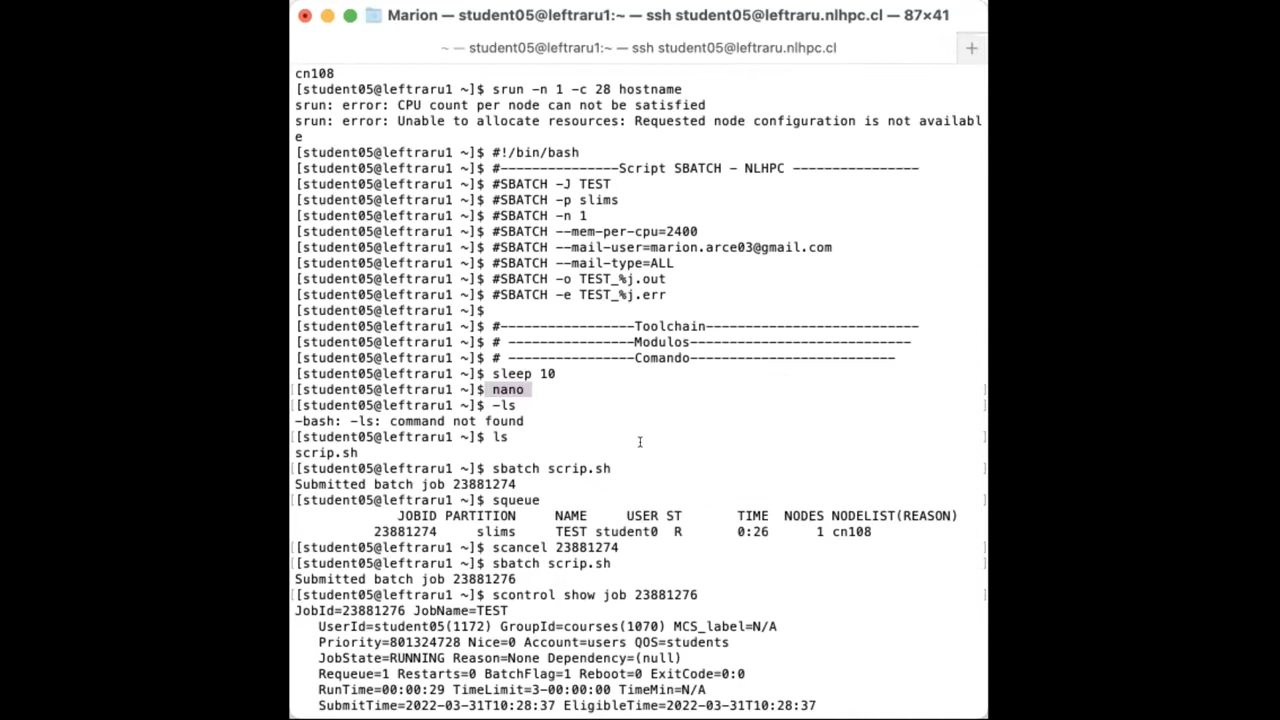 Marion — student05@leftraru1:~ — ssh student05@leftraru.nlhpc.cl — 87×41
~ — student05@leftraru1:~ — ssh student05@leftraru.nlhpc.cl
+
cn108
[student05@leftraru1 ~]$ srun -n 1 -c 28 hostname
srun: error: CPU count per node can not be satisfied
srun: error: Unable to allocate resources: Requested node configuration is not availabl
e
[student05@leftraru1 ~]$ #!/bin/bash
[student05@leftraru1 ~]$ #---------------Script SBATCH - NLHPC ----------------
[student05@leftraru1 ~]$ #SBATCH -J TEST
[student05@leftraru1 ~]$ #SBATCH -p slims
[student05@leftraru1 ~]$ #SBATCH -n 1
[student05@leftraru1 ~]$ #SBATCH --mem-per-cpu=2400
[student05@leftraru1 ~]$ #SBATCH --mail-user=marion.arce03@gmail.com
[student05@leftraru1 ~]$ #SBATCH --mail-type=ALL
[student05@leftraru1 ~]$ #SBATCH -o TEST_%j.out
[student05@leftraru1 ~]$ #SBATCH -e TEST_%j.err
[student05@leftraru1 ~]$
[student05@leftraru1 ~]$ #-----------------Toolchain---------------------------
[student05@leftraru1 ~]$ # ----------------Modulos----------------------------
[student05@leftraru1 ~]$ # ----------------Comando--------------------------
[student05@leftraru1 ~]$ sleep 10
[[student05@leftraru1 ~]$ nano ]
[[student05@leftraru1 ~]$ -ls ]
-bash: -ls: command not found
[[student05@leftraru1 ~]$ ls ]
scrip.sh
[[student05@leftraru1 ~]$ sbatch scrip.sh ]
Submitted batch job 23881274
[[student05@leftraru1 ~]$ squeue ]
JOBID PARTITION NAME USER ST TIME NODES NODELIST(REASON)
23881274 slims TEST student0 R 0:26 1 cn108
[[student05@leftraru1 ~]$ scancel 23881274 ]
[[student05@leftraru1 ~]$ sbatch scrip.sh ]
Submitted batch job 23881276
[[student05@leftraru1 ~]$ scontrol show job 23881276 ]
JobId=23881276 JobName=TEST
UserId=student05(1172) GroupId=courses(1070) MCS_label=N/A
Priority=801324728 Nice=0 Account=users QOS=students
JobState=RUNNING Reason=None Dependency=(null)
Requeue=1 Restarts=0 BatchFlag=1 Reboot=0 ExitCode=0:0
RunTime=00:00:29 TimeLimit=3-00:00:00 TimeMin=N/A
SubmitTime=2022-03-31T10:28:37 EligibleTime=2022-03-31T10:28:37